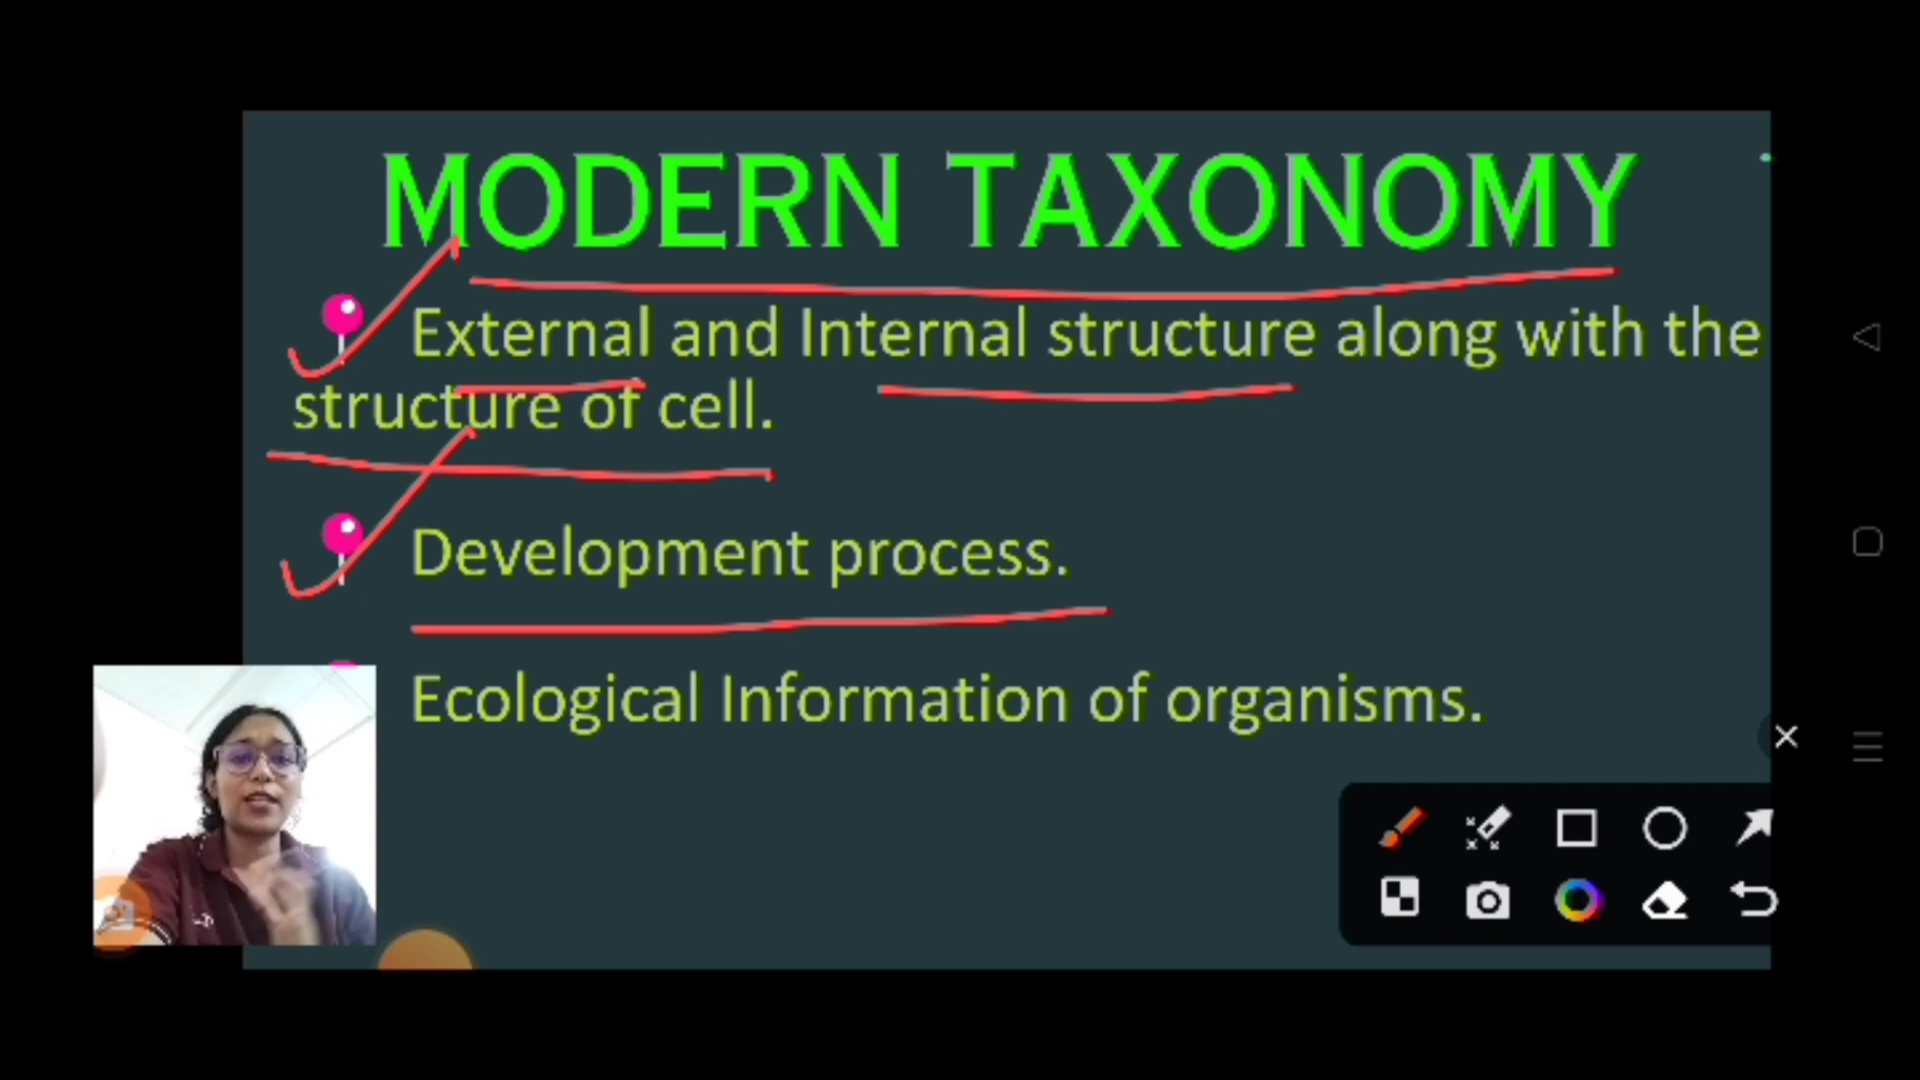 MODERN TAXONOMY
External and Internal structure along with the
structure of cell.
Development process.
Ecological Information of organisms.